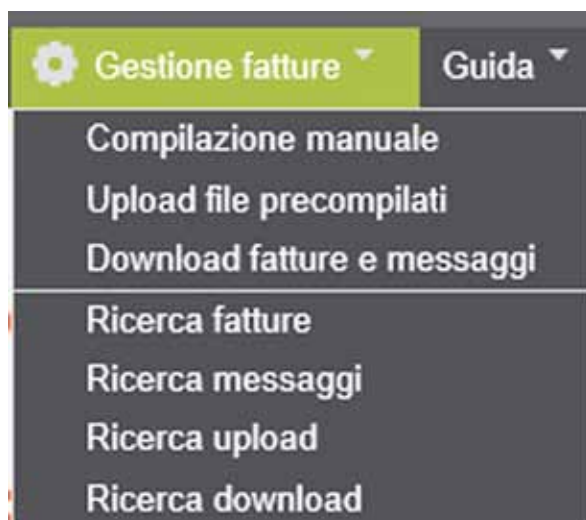 Gestione fatture Guida
Compilazione manuale
Upload file precompilati
Download fatture e messaggi
Ricerca fatture
Ricerca messaggi
Ricerca upload
Ricerca download